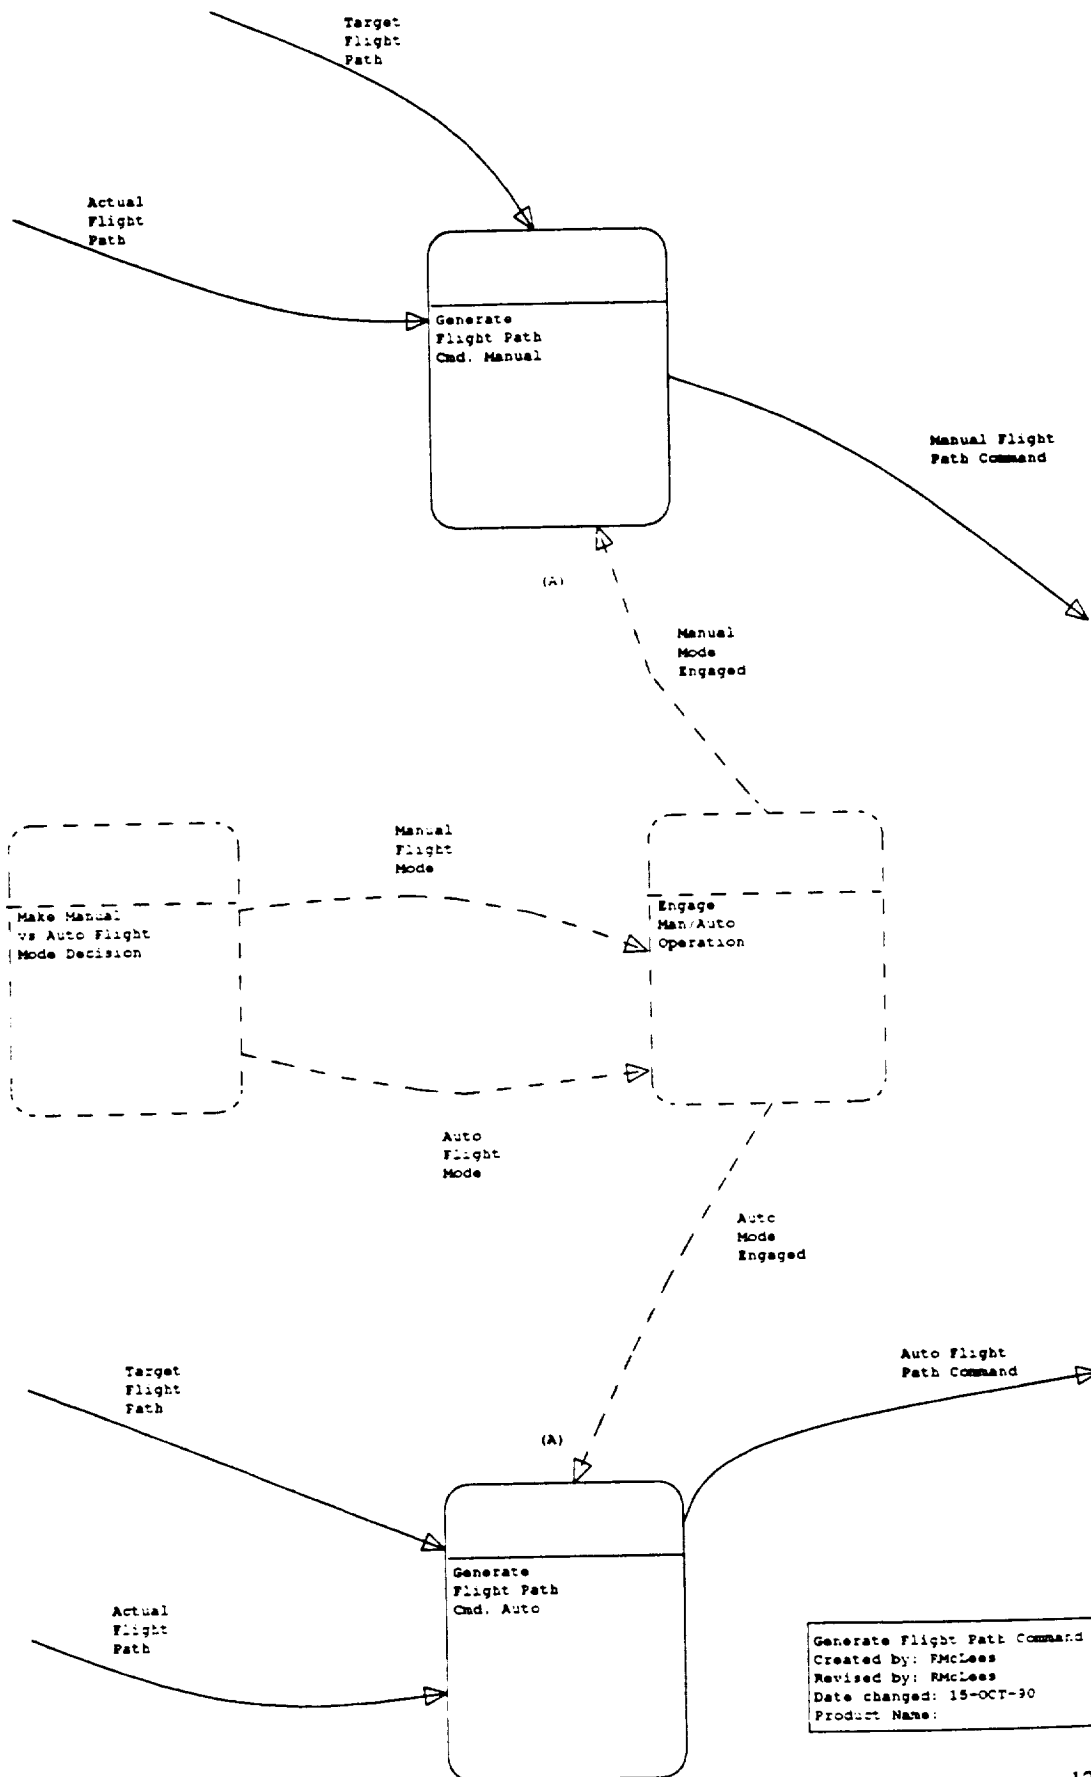 Target
Flight
Path
Actual
Flight
Path
Generate
Flight Path
Cmd. Manual
Manual Flight
Path Command
(A)
Manual
Mode
Engaged
Manual
Flight
Mode
Make Manual
vs Auto Flight
Mode Decision
Engage
Man/Auto
Operation
Auto
Flight
Mode
Auto
Mode
Engaged
Target
Flight
Path
Auto Flight
Path Command
(A)
Generate
Flight Path
Cmd. Auto
Actual
Flight
Path
Generate Flight Path Command
Created by: RMcLees
Revised by: RMcLees
Date changed: 15-OCT-90
Product Name: